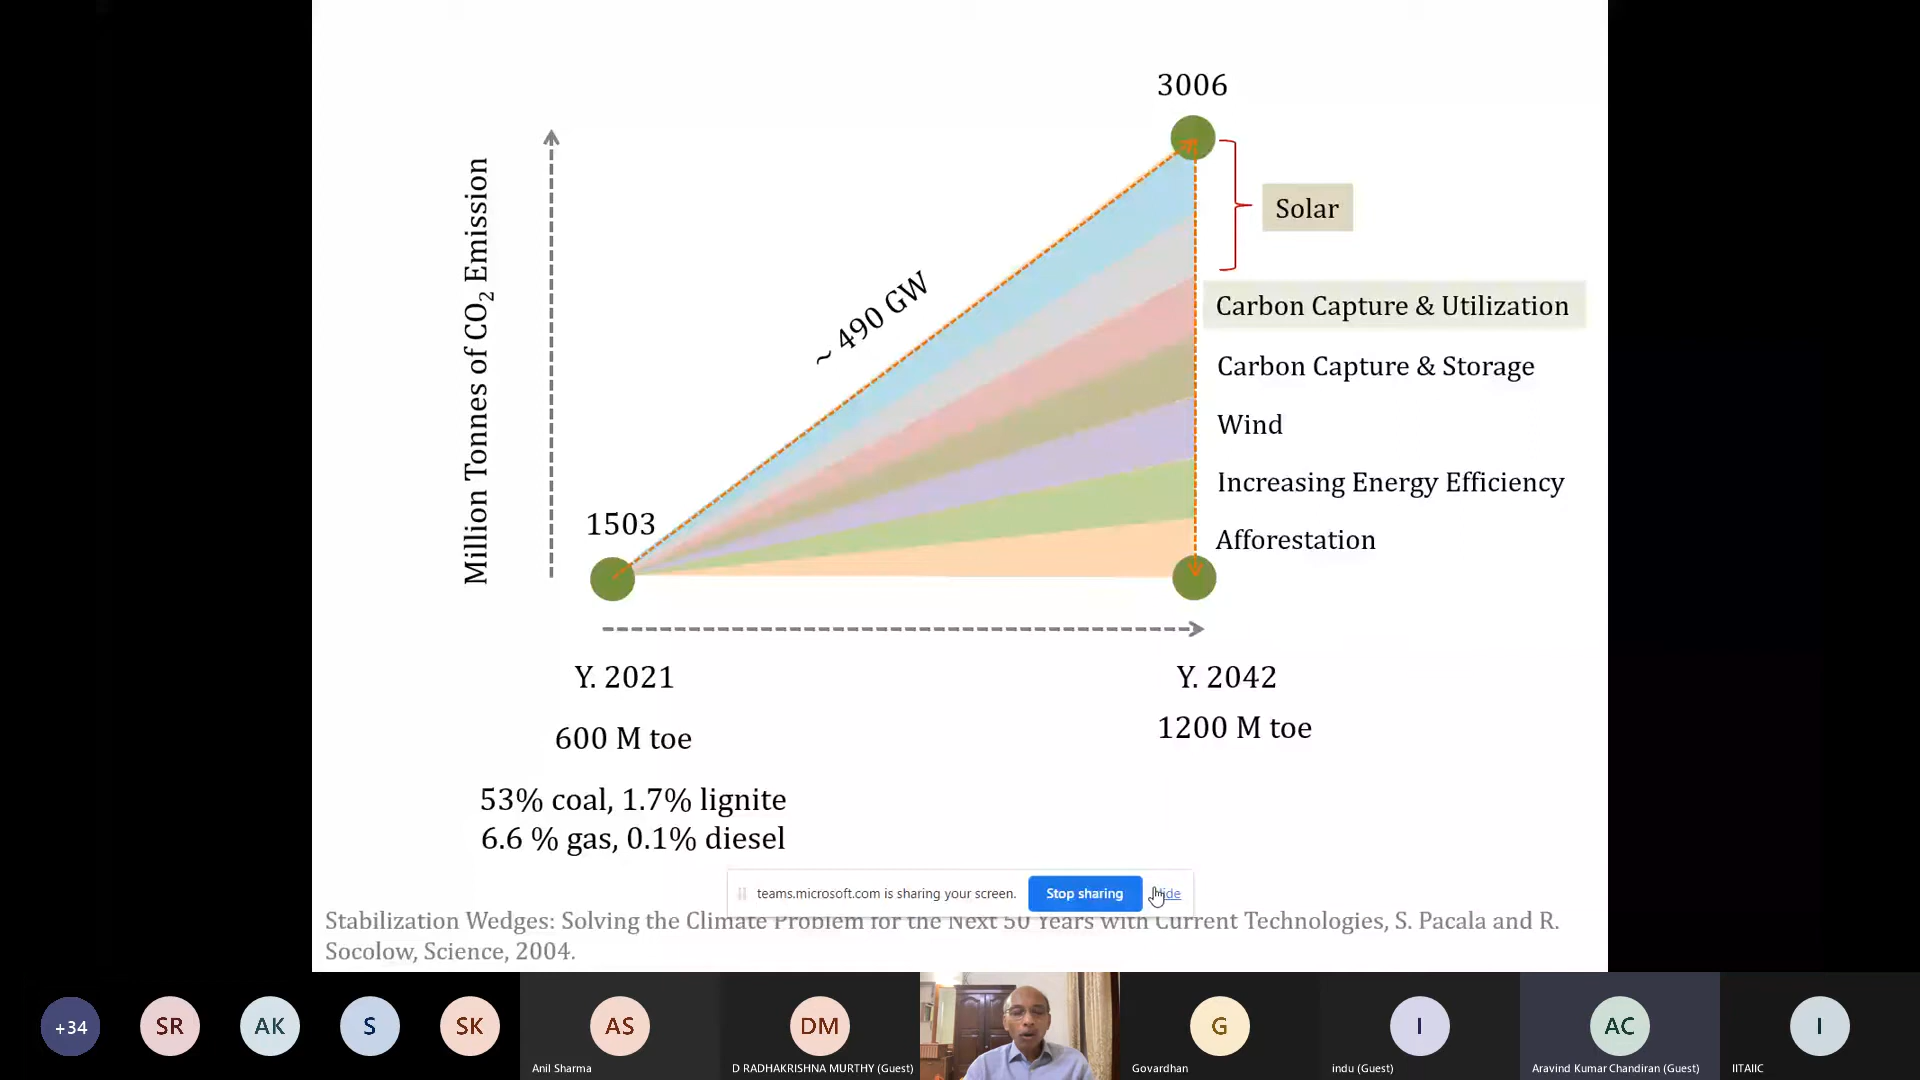 3006
Million Tonnes of CO₂ Emission
Solar
~ 490 GW
Carbon Capture & Utilization
Carbon Capture & Storage
Wind
Increasing Energy Efficiency
1503
Afforestation
Y. 2021
Y. 2042
600 M toe
1200 M toe
53% coal, 1.7% lignite
6.6 % gas, 0.1% diesel
teams.microsoft.com is sharing your screen.
Stop sharing
Stabilization Wedges: Solving the Climate Problem for the Next 50 Years with Current Technologies, S. Pacala and R.
Socolow, Science, 2004.
+34
SR
AK
S
SK
AS
DM
G
I
AC
I
Anil Sharma
D RADHAKRISHNA MURTHY (Guest)
Govardhan
indu (Guest)
Aravind Kumar Chandiran (Guest)
IITAIIC